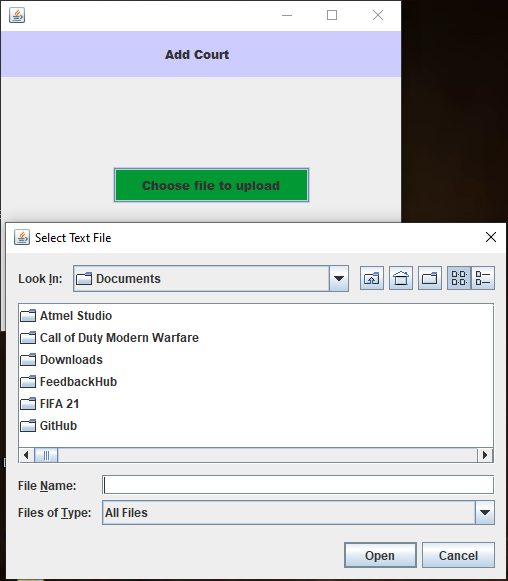 Add Court
Choose file to upload
Select Text File
Look In: Documents
Atmel Studio
Call of Duty Modern Warfare
Downloads
FeedbackHub
FIFA 21
GitHub
File Name:
Files of Type: All Files
Open Cancel